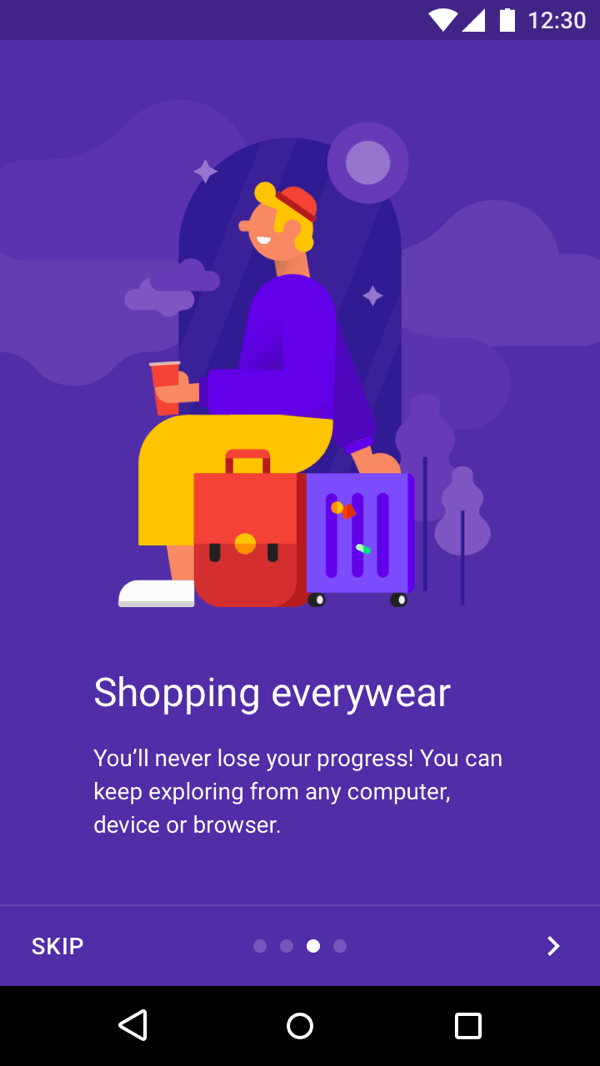 12:30
Shopping everywear
You’ll never lose your progress! You can
keep exploring from any computer,
device or browser.
SKIP